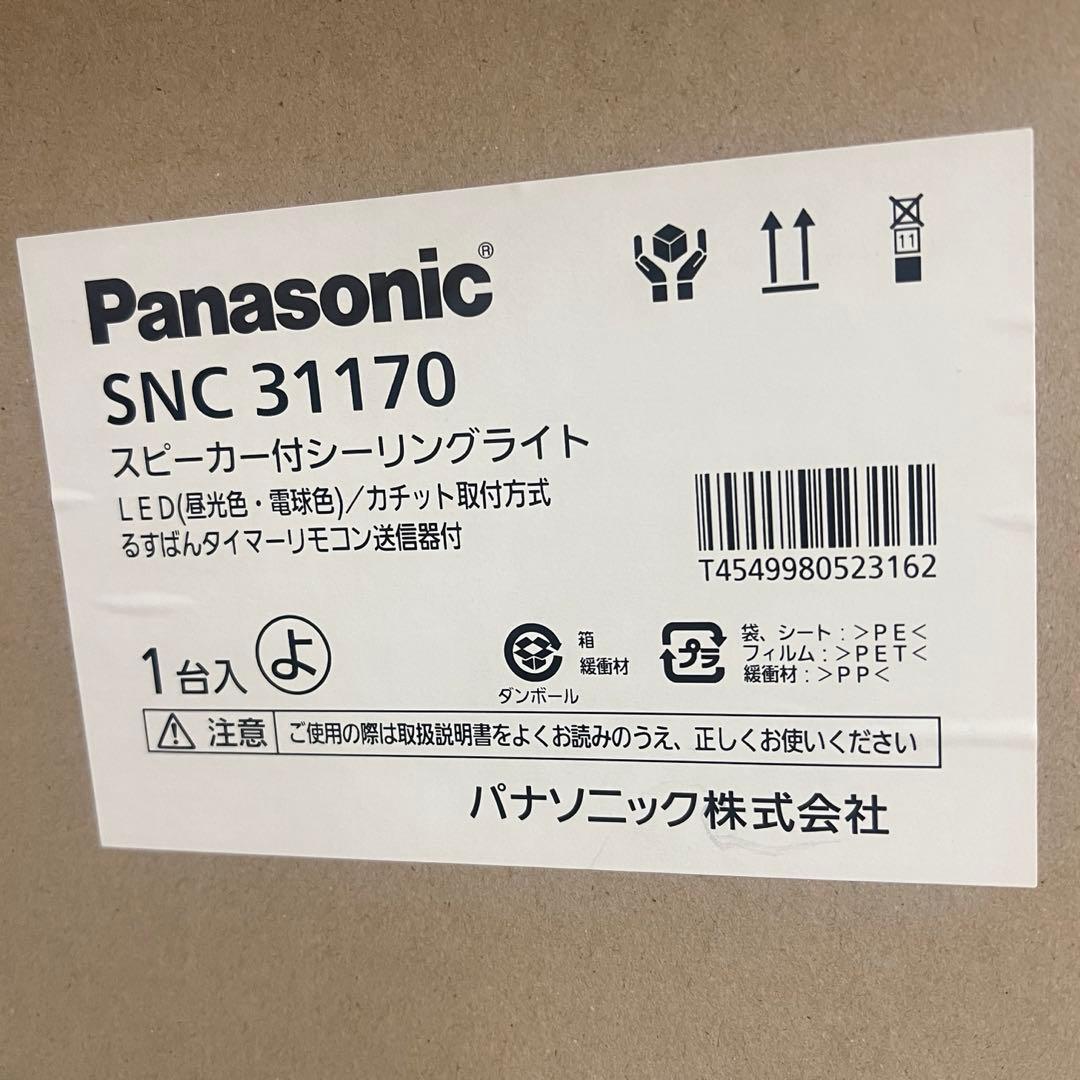 Panasonic®
SNC 31170
スピーカー付シーリングライト
LED(昼光色・電球色)/カチット取付方式
るすばんタイマーリモコン送信器付
11
T4549980523162
1台入 よ
箱
緩衝材
ダンボール
プラ
袋、シート:>PE<
フィルム:>PET<
緩衝材:>PP<
注意 ご使用の際は取扱説明書をよくお読みのうえ、正しくお使いください
パナソニック株式会社